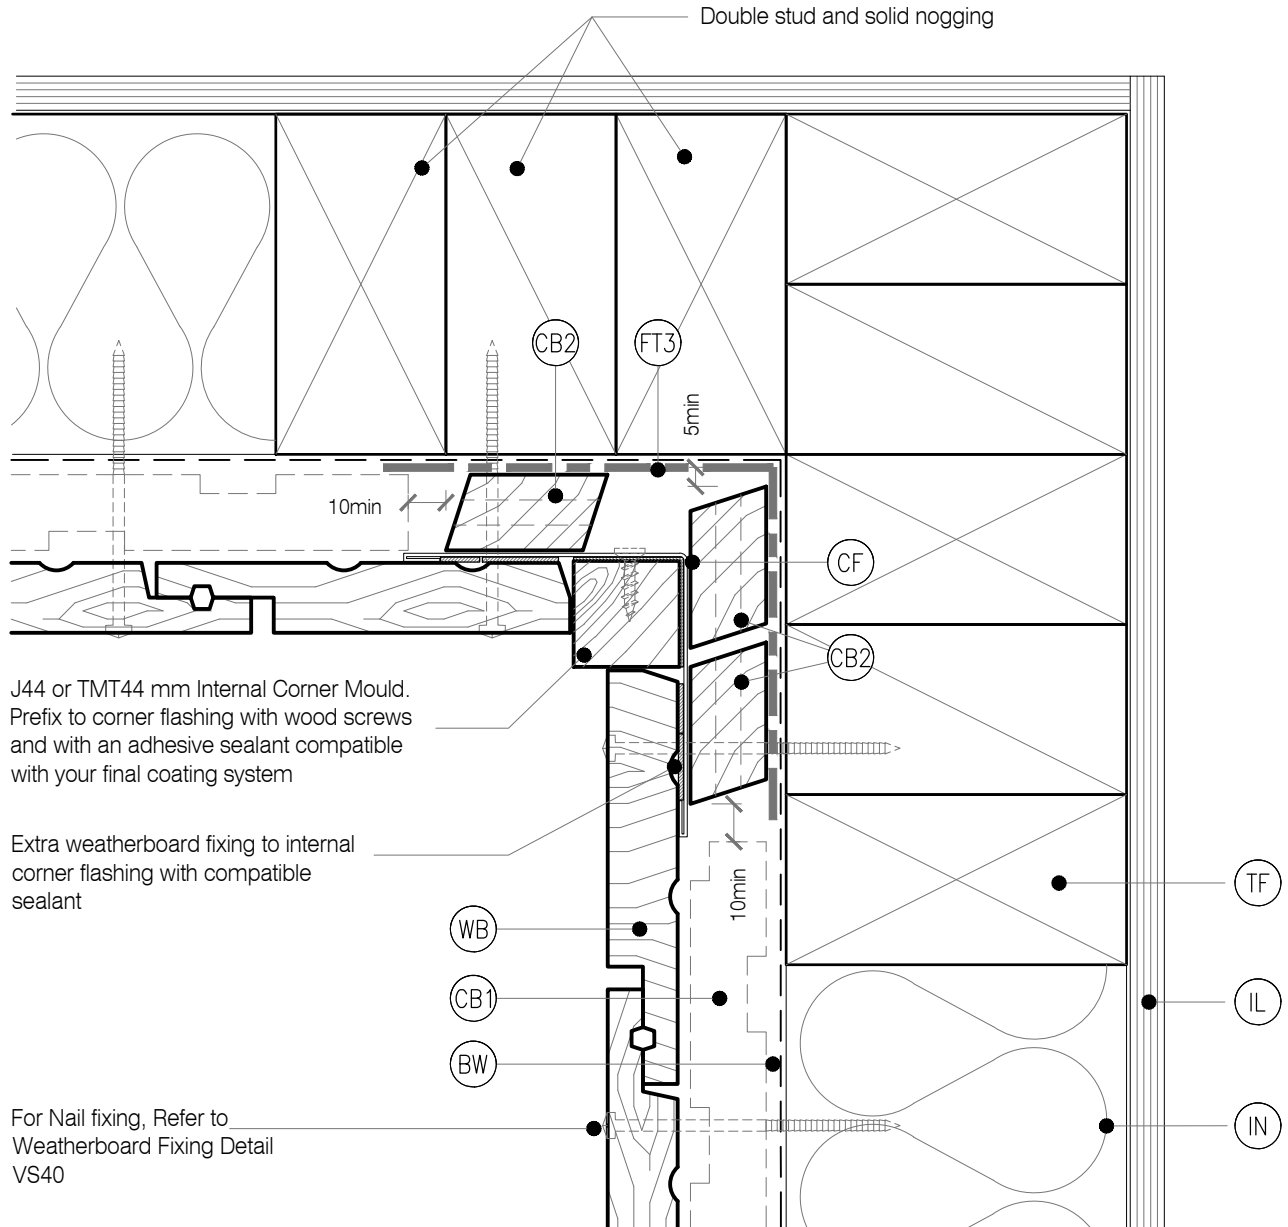 Double stud and solid nogging
CB2
FT3
5min
10min
CF
CB2
J44 or TMT44 mm Internal Corner Mould.
Prefix to corner flashing with wood screws
and with an adhesive sealant compatible
with your final coating system
Extra weatherboard fixing to internal
corner flashing with compatible
sealant
10min
TF
WB
CB1
IL
BW
For Nail fixing, Refer to
Weatherboard Fixing Detail
VS40
IN